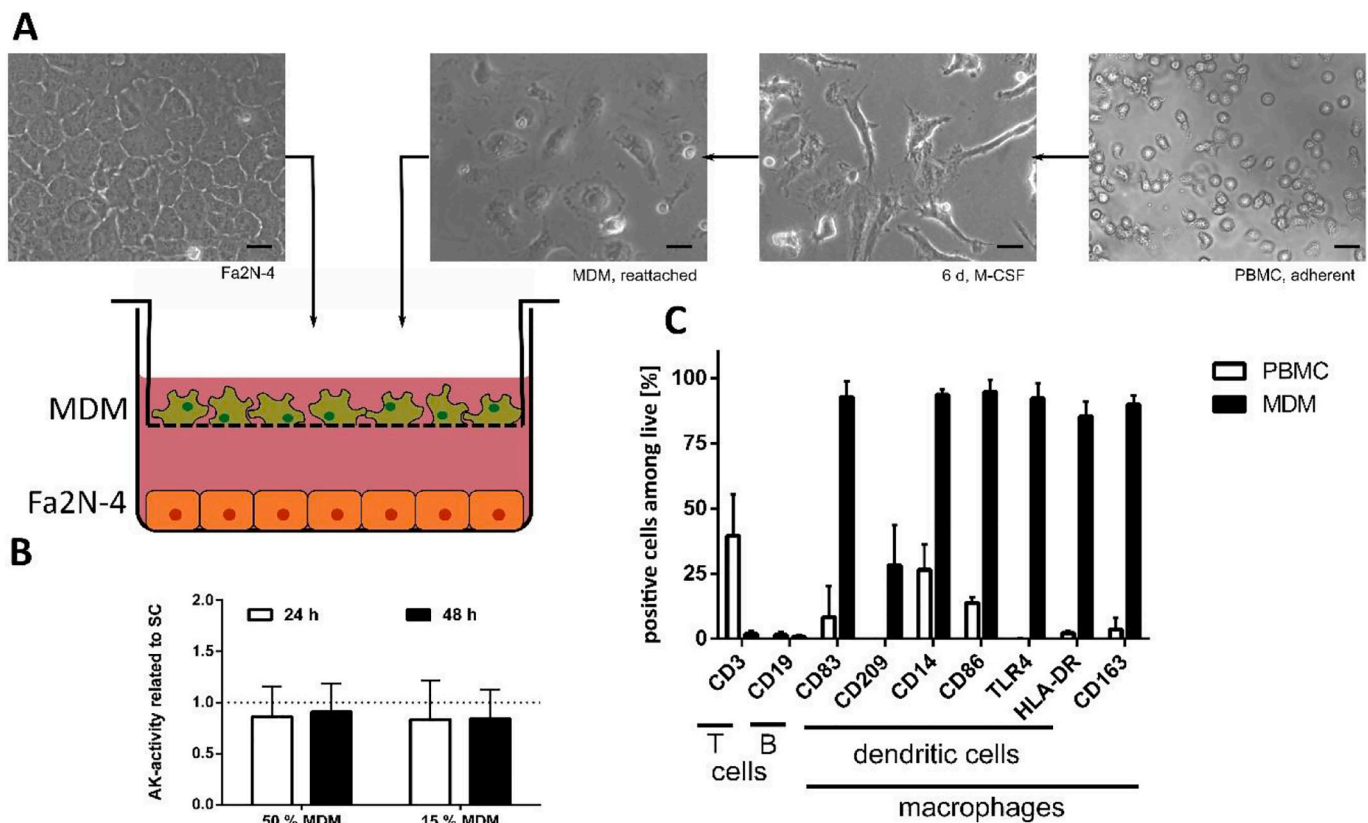 A
Fa2N-4
MDM, reattached
6 d, M-CSF
PBMC, adherent
MDM
Fa2N-4
B
AK-activity related to SC
2.0
1.5
1.0
0.5
0.0
24 h
48 h
50 % MDM
15 % MDM
C
positive cells among live [%]
100
75
50
25
0
PBMC
MDM
CD3
CD19
CD83
CD209
CD14
CD86
TLR4
HLA-DR
CD163
T
B
cells
dendritic cells
macrophages